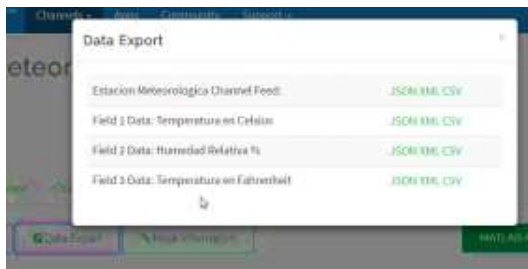 Channels Apps Community Support
Data Export
eteor
Estacion Meteorologica Channel Feed: JSON XML CSV
Field 1 Data: Temperatura en Celsius JSON XML CSV
Field 2 Data: Humedad Relativa % JSON XML CSV
Field 3 Data: Temperatura en Fahrenheit JSON XML CSV
Data Export
MATLAB